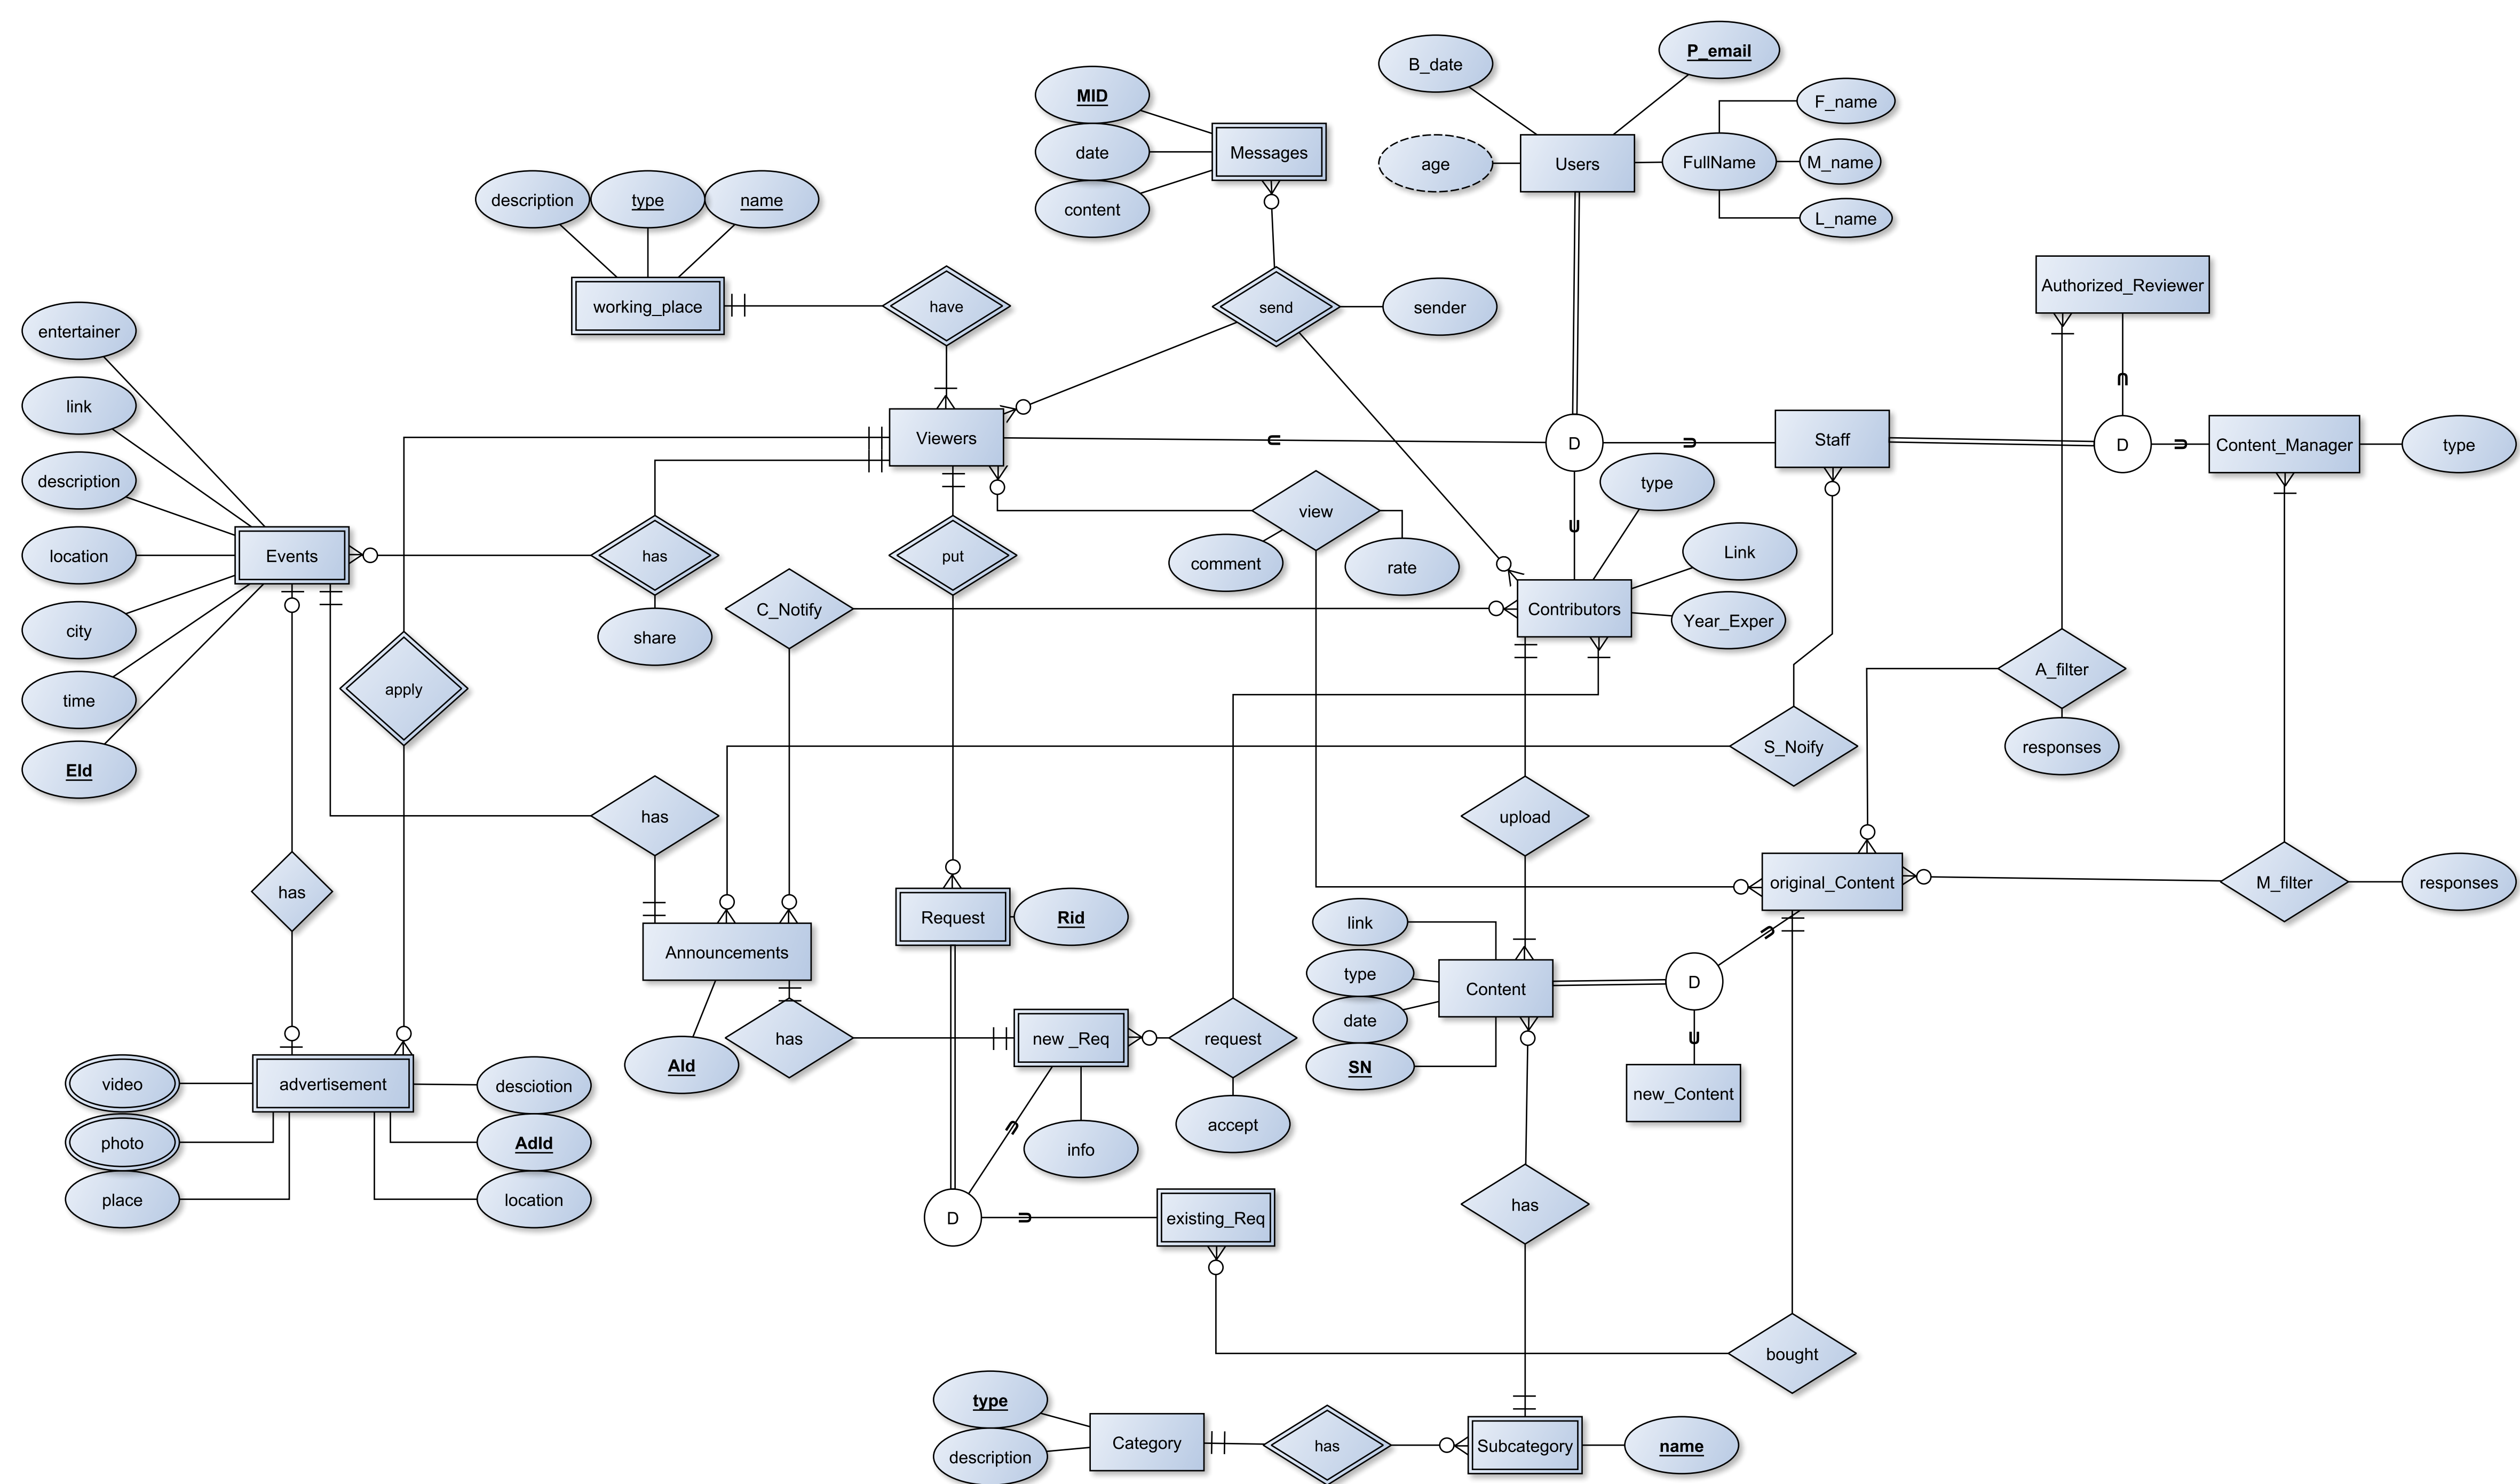 P_email
B_date
MID
F_name
date
Messages
age
Users
FullName
M_name
description
type
name
content
L_name
Authorized_Reviewer
working_place
have
send
sender
entertainer
link
Viewers
D
Staff
D
Content_Manager
type
description
type
view
Events
location
has
put
comment
rate
Link
C_Notify
Contributors
Year_Exper
city
share
apply
A_filter
time
S_Noify
responses
EId
has
upload
original_Content
M_filter
responses
has
Request
Rid
link
Announcements
type
D
Content
date
AId
has
new _Req
request
SN
video
advertisement
desciotion
new_Content
photo
AdId
info
accept
place
location
D
existing_Req
has
bought
type
Category
has
Subcategory
name
description